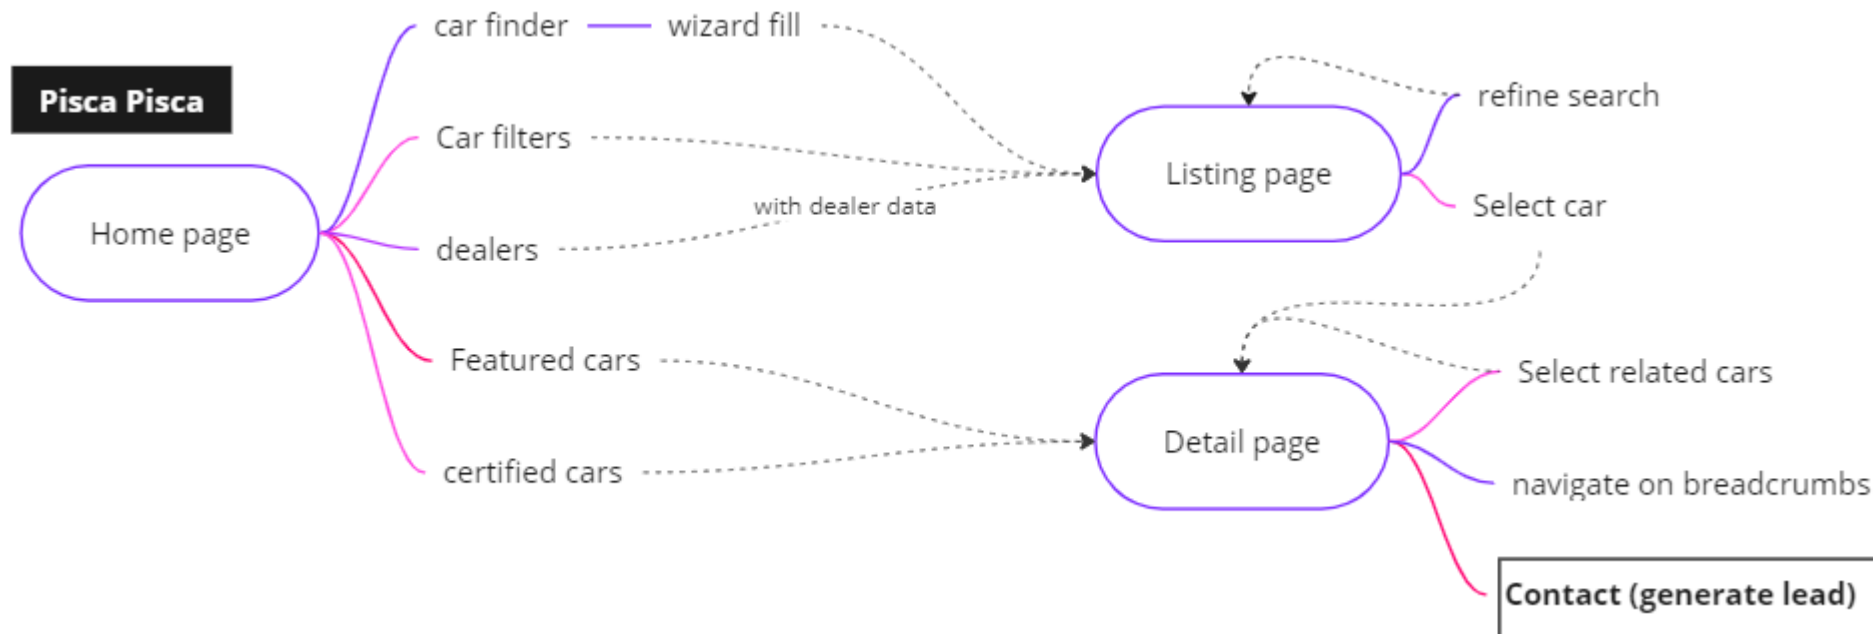 Pisca Pisca
Home page
car finder
wizard fill
Car filters
dealers
with dealer data
Featured cars
certified cars
Listing page
refine search
Select car
Detail page
Select related cars
navigate on breadcrumbs
Contact (generate lead)